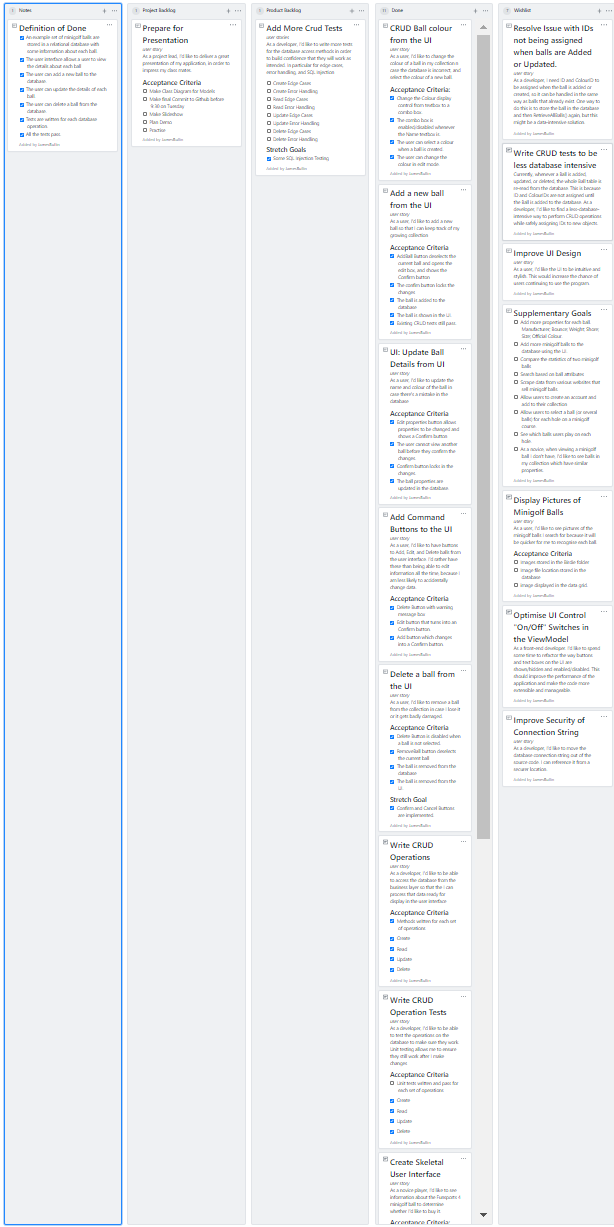 Notes
Definition of Done
An example set of minigolf balls are
stored in a relational database with
some information about each ball
The user interface allows a user to view
the details about each ball
The user can add a new ball to the
database
The user can update the details of each
ball
The user can delete a ball from the
database
Tests are written for each database
operation
All the tests pass
Added by JamesBullin
Project Backlog
Prepare for
Presentation
user story
As a project lead, I'd like to deliver a great
presentation of my application, in order to
impress my class mates.
Acceptance Criteria
Make Class Diagram for Models
Make final Commit to Github before
9:30 on Tuesday
Make Slideshow
Plan Demo
Practise
Added by JamesBullin
Product Backlog
Add More Crud Tests
user stories
As a developer, I'd like to write more tests
for the database access methods in order
to build confidence that they will work as
intended. In particular, for edge cases,
error handling, and SQL injection
Create Edge Cases
Create Error Handling
Read Edge Cases
Read Error Handling
Update Edge Cases
Update Error Handling
Delete Edge Cases
Delete Error Handling
Stretch Goals
Some SQL Injection Testing
Added by JamesBullin
Done
CRUD Ball colour
from the UI
user story
As a user, I'd like to change the
colour of a ball in my collection in
case the database is incorrect, and
select the colour of a new ball
Acceptance Criteria:
Change the Colour display
control from textbox to a
combo box
The combo box is
enabled/disabled whenever
the Name textbox is
The user can select a colour
when a ball is created.
The user can change the
colour in edit mode
Added by JamesBullin
Add a new ball
from the UI
user story
As a user, I'd like to add a new
ball so that I can keep track of my
growing collection
Acceptance Criteria
AddBall Button deselects the
current ball and opens the
edit box, and shows the
Confirm button
The confirm button locks the
changes
The ball is added to the
database
The ball is shown in the UI
Existing CRUD tests still pass
Added by JamesBullin
UI: Update Ball
Details from UI
user story
As a user, I'd like to update the
name and colour of the ball in
case there's a mistake in the
database
Acceptance Criteria
Edit properties button allows
properties to be changed and
shows a Confirm button
The user cannot view another
ball before they confirm the
changes
Confirm button locks in the
changes
The ball properties are
updated in the database
Added by JamesBullin
Add Command
Buttons to the UI
user story
As a user, I'd like to have buttons
to Add, Edit, and Delete balls from
the user interface. I'd rather have
these than being able to edit
information all the time, because I
am less likely to accidentally
change data
Acceptance Criteria
Delete Button with warning
message box
Edit button that turns into an
Confirm button
Add button which changes
into a Confirm button
Added by JamesBullin
Delete a ball from
the UI
user story
As a user, I'd like to remove a ball
from the collection in case I lose it
or it gets badly damaged.
Acceptance Criteria
Delete Button is disabled when
a ball is not selected.
RemoveBall button deselects
the current ball
The ball is removed from the
database
The ball is removed from the
UI
Stretch Goal
Confirm and Cancel Buttons
are implemented.
Added by JamesBullin
Write CRUD
Operations
user story
As a developer, I'd like to be able
to access the database from the
business layer so that the I can
process that data ready for
display in the user interface
Acceptance Criteria
Methods written for each set
of operations
Create
Read
Update
Delete
Added by JamesBullin
Write CRUD
Operation Tests
user story
As a developer, I'd like to be able
to test the operations on the
database to make sure they work.
Unit testing allow me to ensure
they still work after I make
changes
Acceptance Criteria
Unit tests written and pass for
each set of operations
Create
Read
Update
Delete
Added by JamesBullin
Create Skeletal
User Interface
user story
As a novice player, I'd like to see
information about the Funsports 4
minigolf ball to determine
whether I'd like to buy it
Acceptance Criteria:
Wishlist
Resolve Issue with IDs
not being assigned
when balls are Added
or Updated.
user story
As a developer, I need ID and ColourID to
be assigned when the ball is added or
created, so it can be handled in the same
way as balls that already exist. One way to
do this is to store the ball in the database
and then RetrieveAllBalls() again, but this
might be a data-intensive solution.
Added by JamesBullin
Write CRUD tests to be
less database intensive
Currently, whenever a Ball is added,
updated, or deleted, the whole Ball table is
re-read from the database. This is because
ID and ColourIDs are not assigned until
the Ball is added to the database. As a
developer, I'd like to find a less-database-
intensive way to perform CRUD operations
while safely assigning IDs to new objects.
Added by JamesBullin
Improve UI Design
user story
As a user, I'd like the UI to be intuitive and
stylish. This would increase the chance of
users continuing to use the program.
Added by JamesBullin
Supplementary Goals
Add more properties for each ball.
Manufacturer; Bounce; Weight; Shore;
Size; Official Colour
Add more minigolf balls to the
database using the UI.
Compare the statistics of two minigolf
balls
Search based on ball attributes
Scrape data from various websites that
sell minigolf balls
Allow users to create an account and
add to their collection
Allow users to select a ball (or several
balls) for each hole on a minigolf
course
See which balls users play on each
hole
As a novice, when viewing a minigolf
ball I don't have, I'd like to see balls in
my collection which have similar
properties.
Added by JamesBullin
Display Pictures of
Minigolf Balls
user story
As a user, I'd like to see pictures of the
minigolf balls I search for because it will
be quicker for me to recognise each ball.
Acceptance Criteria
Images stored in the Birdie folder
Image file location stored in the
database
Image displayed in the data grid
Added by JamesBullin
Optimise UI Control
"On/Off" Switches in
the ViewModel
As a front-end developer, I'd like to spend
some time to refactor the way buttons
and text boxes on the UI are
shown/hidden and enabled/disabled. This
should improve the performance of the
application and make the code more
extensible and manageable
Added by JamesBullin
Improve Security of
Connection String
user story
As a developer, I'd like to move the
database connection string out of the
source code. I can reference it from a
securer location.
Added by JamesBullin